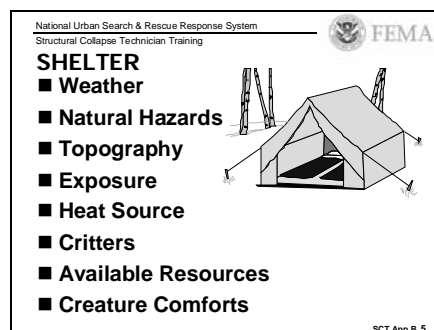 National Urban Search & Rescue Response System
Structural Collapse Technician Training
FEMA
SHELTER
■ Weather
■ Natural Hazards
■ Topography
■ Exposure
■ Heat Source
■ Critters
■ Available Resources
■ Creature Comforts
SCT App B 5